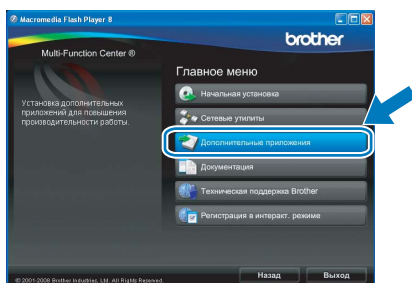 Macromedia Flash Player 8
brother
Multi-Function Center ®
Главное меню
Начальная установка
Установка дополнительных
приложений для повышения
производительности работы.
Сетевые утилиты
Дополнительные приложения
Документация
Техническая поддержка Brother
Регистрация в интеракт. режиме
Назад
Выход
© 2001-2008 Brother Industries, Ltd. All Rights Reserved.